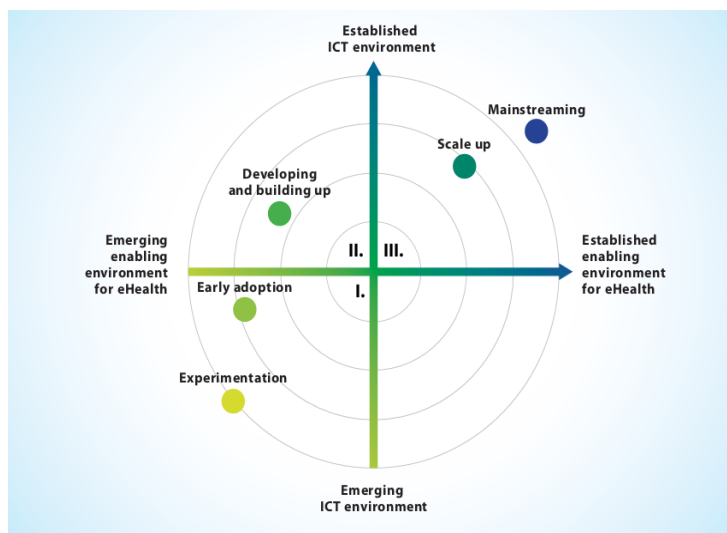 Established
ICT environment
Mainstreaming
Scale up
Developing
and building up
Emerging
enabling
environment
for eHealth
II.
III.
Established
enabling
environment
for eHealth
I.
Early adoption
Experimentation
Emerging
ICT environment